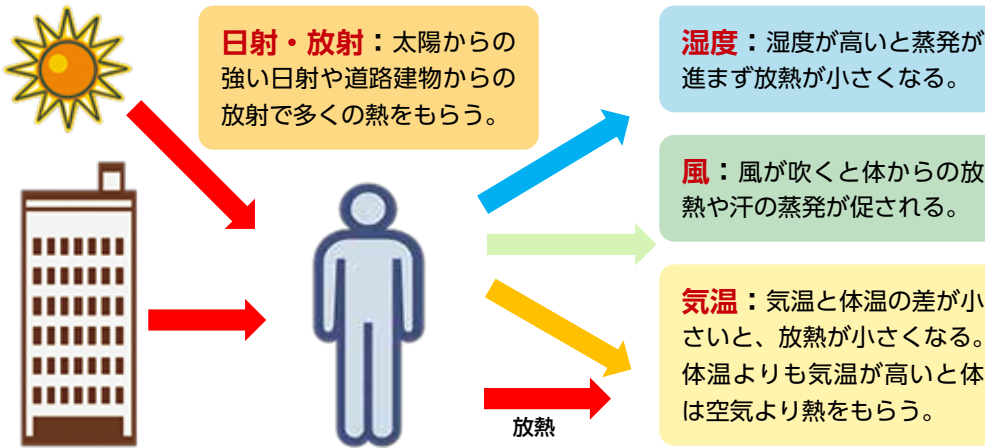 日射・放射：太陽からの
強い日射や道路建物からの
放射で多くの熱をもらう。
湿度：湿度が高いと蒸発が
進まず放熱が小さくなる。
風：風が吹くと体からの放
熱や汗の蒸発が促される。
気温：気温と体温の差が小
さいと、放熱が小さくなる。
体温よりも気温が高いと体
は空気より熱をもらう。
放熱